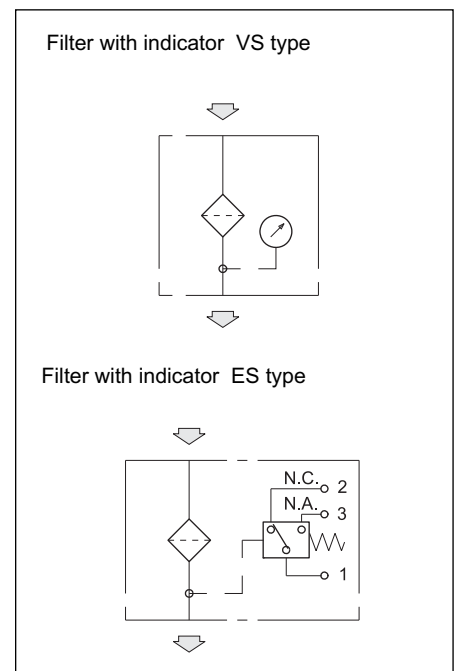 Filter with indicator VS type
Filter with indicator ES type
N.C. 2
N.A. 3
1